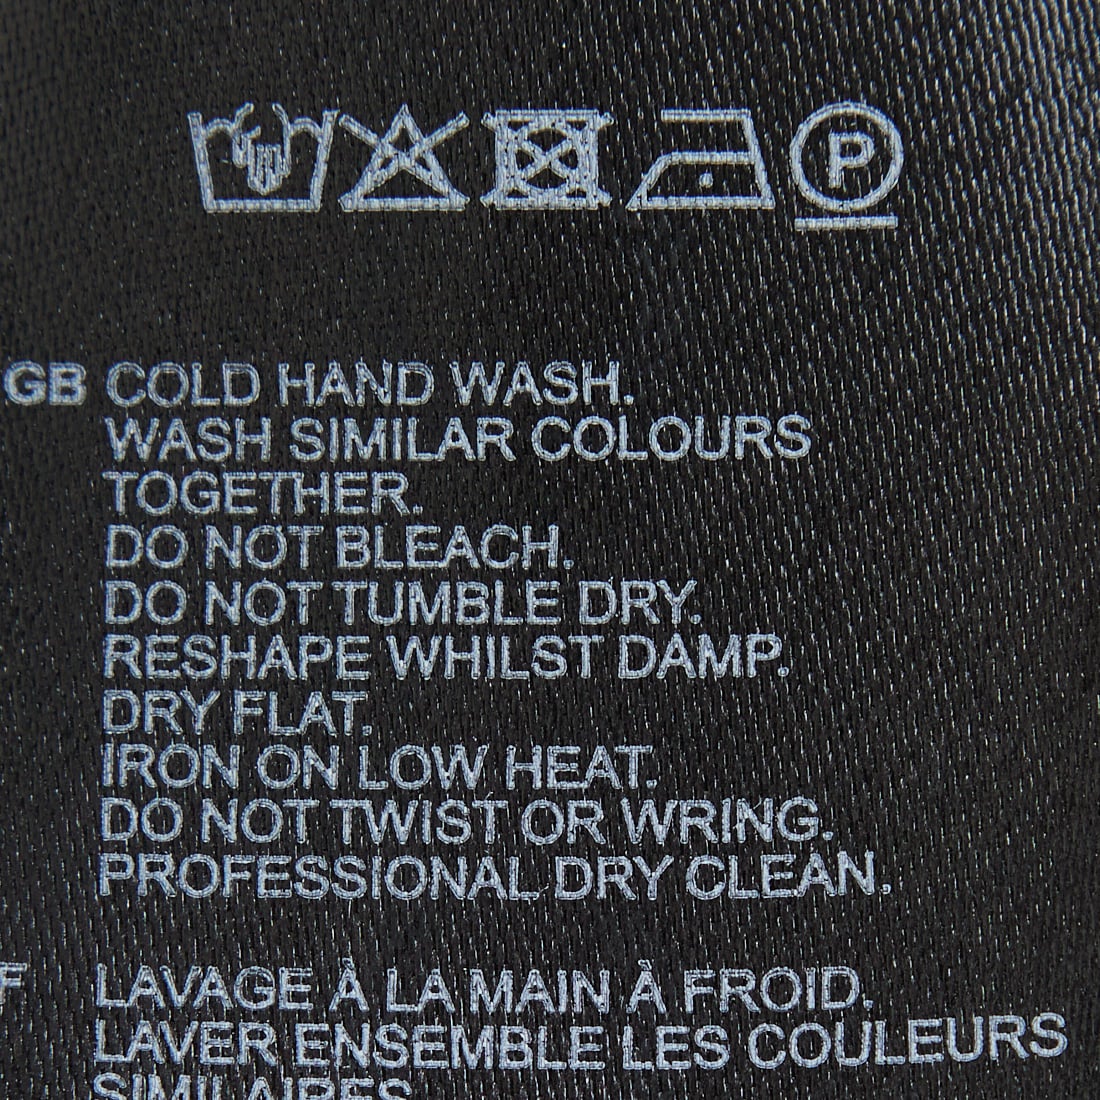 P
GB COLD HAND WASH.
WASH SIMILAR COLOURS
TOGETHER.
DO NOT BLEACH.
DO NOT TUMBLE DRY.
RESHAPE WHILST DAMP.
DRY FLAT.
IRON ON LOW HEAT.
DO NOT TWIST OR WRING.
PROFESSIONAL DRY CLEAN.
F LAVAGE À LA MAIN À FROID.
LAVER ENSEMBLE LES COULEURS
SIMILAIRES.